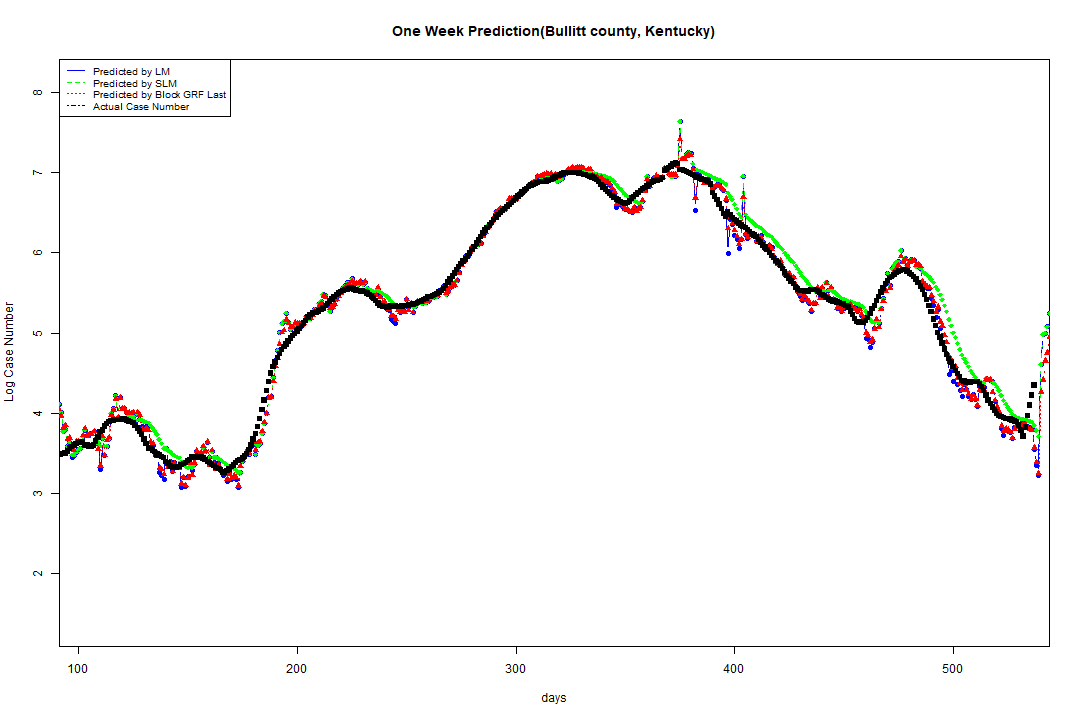 One Week Prediction(Bullitt county, Kentucky)
Predicted by LM
Predicted by SLM
Predicted by Block GRF Last
Actual Case Number
8
7
6
5
4
3
2
Log Case Number
100 200 300 400 500
days